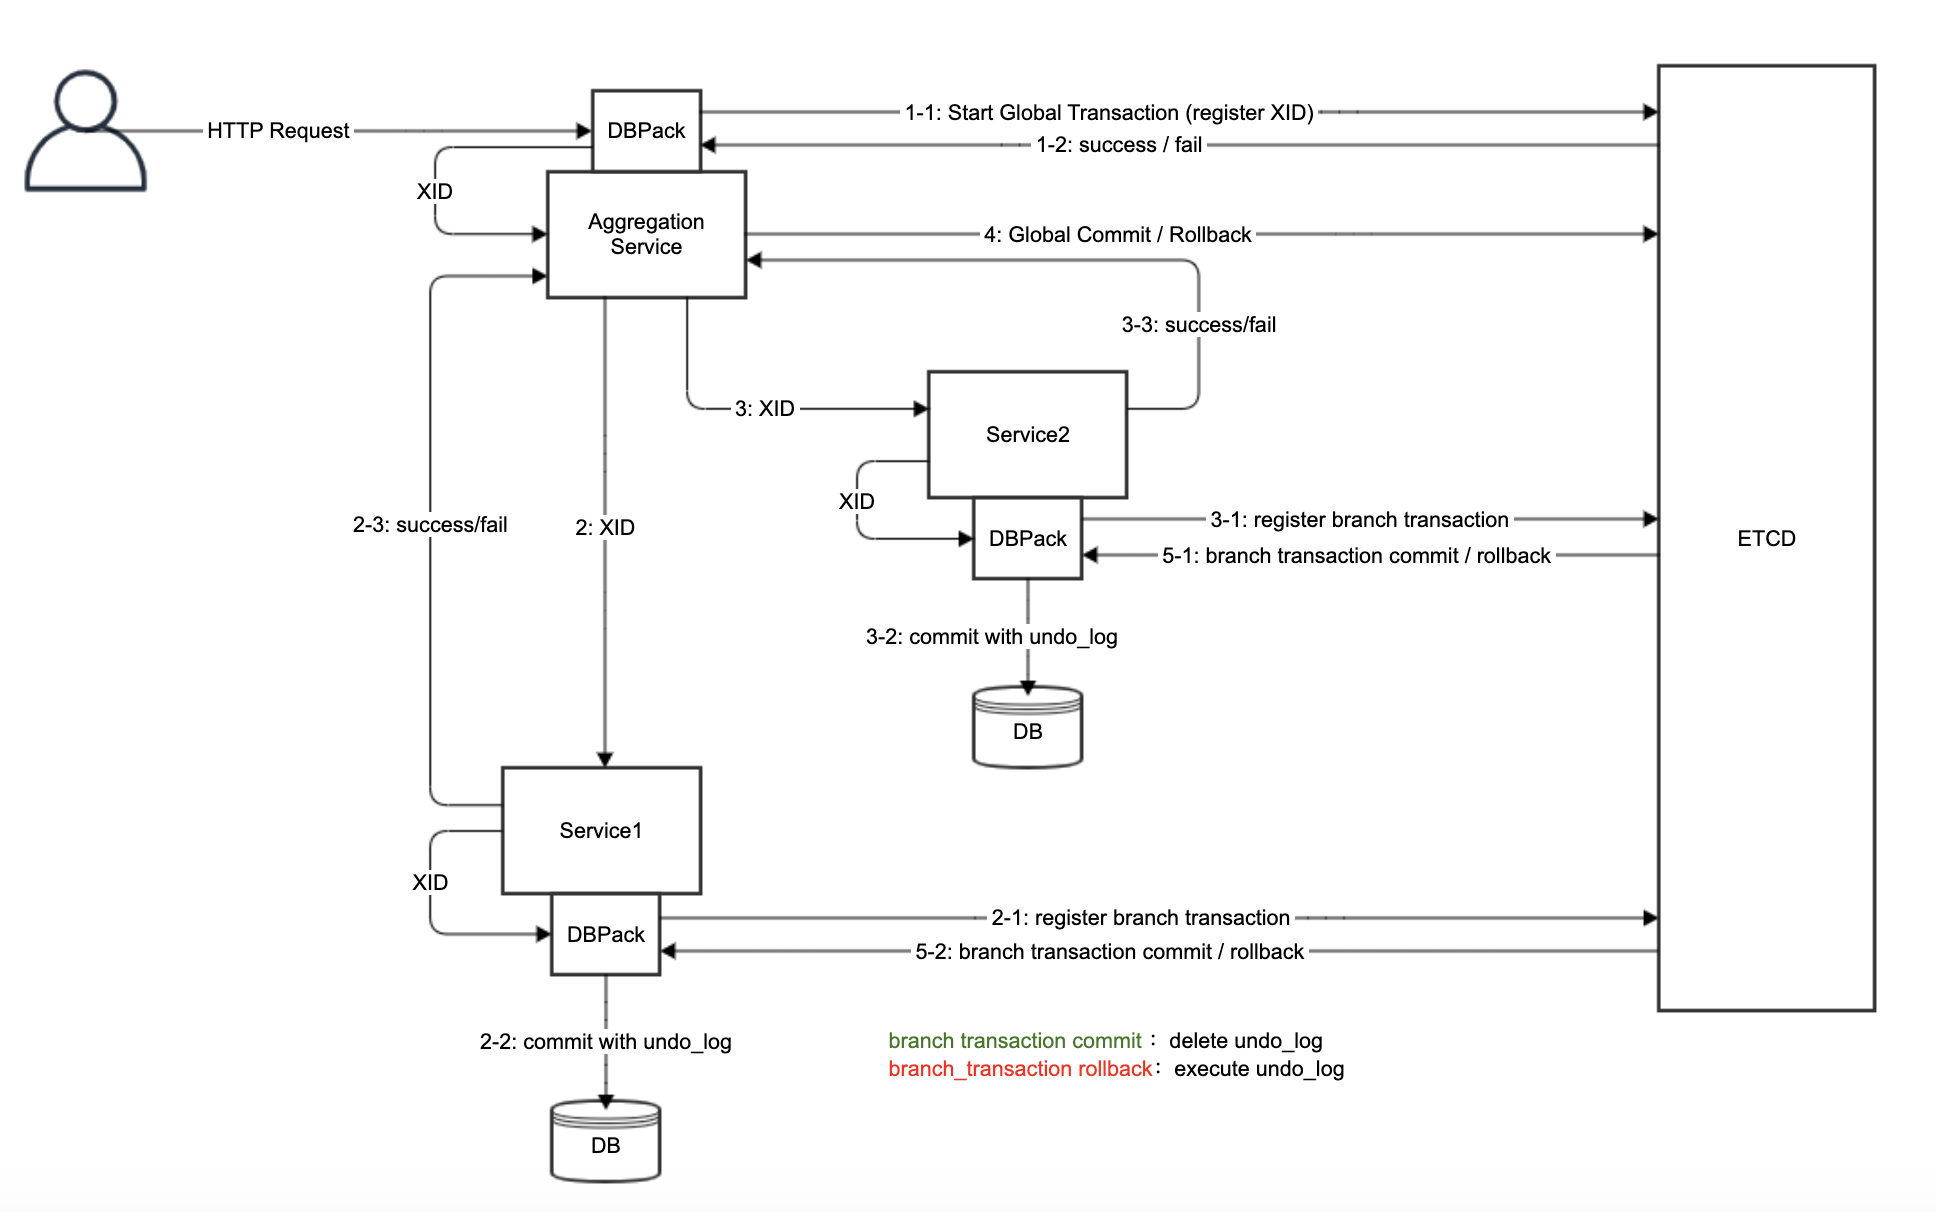 HTTP Request
DBPack
1-1: Start Global Transaction (register XID)
1-2: success / fail
XID
Aggregation
Service
4: Global Commit / Rollback
3-3: success/fail
3: XID
Service2
XID
DBPack
3-1: register branch transaction
5-1: branch transaction commit / rollback
ETCD
2-3: success/fail
2: XID
3-2: commit with undo_log
DB
Service1
XID
DBPack
2-1: register branch transaction
5-2: branch transaction commit / rollback
2-2: commit with undo_log
branch transaction commit： delete undo_log
branch_transaction rollback： execute undo_log
DB